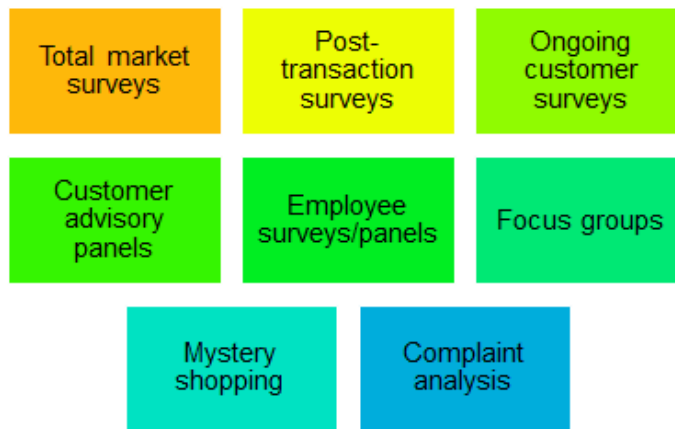 Total market
surveys
Post-
transaction
surveys
Ongoing
customer
surveys
Customer
advisory
panels
Employee
surveys/panels
Focus groups
Mystery
shopping
Complaint
analysis